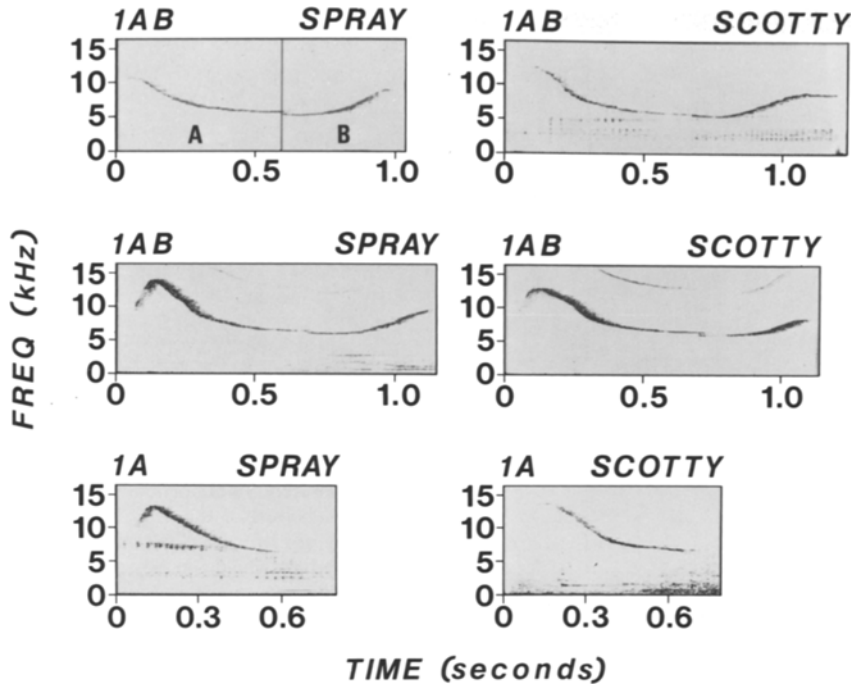 1AB SPRAY 1AB SCOTTY
15 15
10 10
5 A B 5
0 0
0 0.5 1.0 0 0.5 1.0
1AB SPRAY 1AB SCOTTY
15 15
10 10
5 5
0 0
0 0.5 1.0 0 0.5 1.0
FREQ (kHz)
1A SPRAY 1A SCOTTY
15 15
10 10
5 5
0 0
0 0.3 0.6 0 0.3 0.6
TIME (seconds)